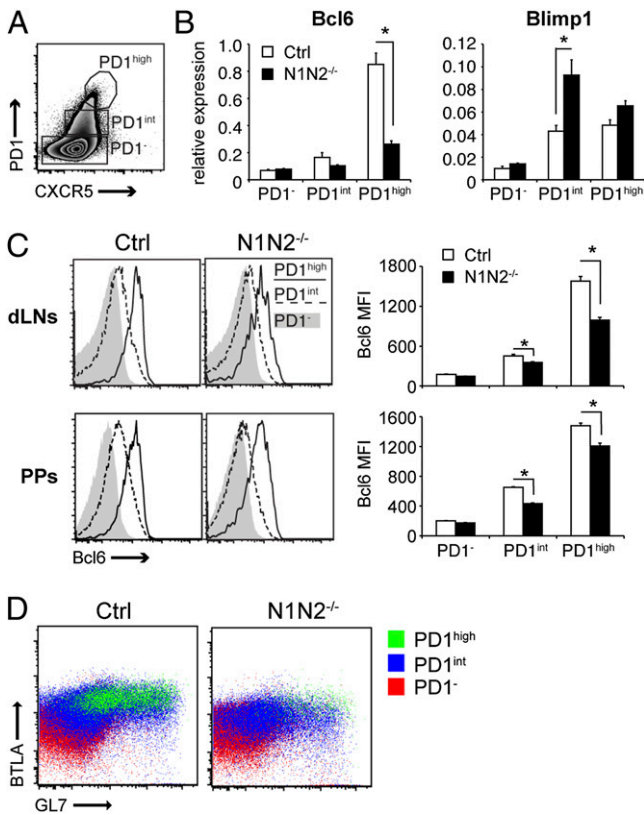 A
PD1high
PD1int
PD1-
PD1
CXCR5
B
Bcl6
Blimp1
Ctrl
N1N2-/-
*
*
relative expression
1.0
0.8
0.6
0.4
0.2
0
0.12
0.10
0.08
0.06
0.04
0.02
0
PD1- PD1int PD1high
PD1- PD1int PD1high
C
Ctrl
N1N2-/-
dLNs
PD1high
PD1int
PD1-
PPs
Bcl6
Ctrl
N1N2-/-
*
*
Bcl6 MFI
1800
1400
1000
600
200
*
*
Bcl6 MFI
1600
1200
800
400
0
PD1- PD1int PD1high
D
Ctrl
N1N2-/-
PD1high
PD1int
PD1-
BTLA
GL7